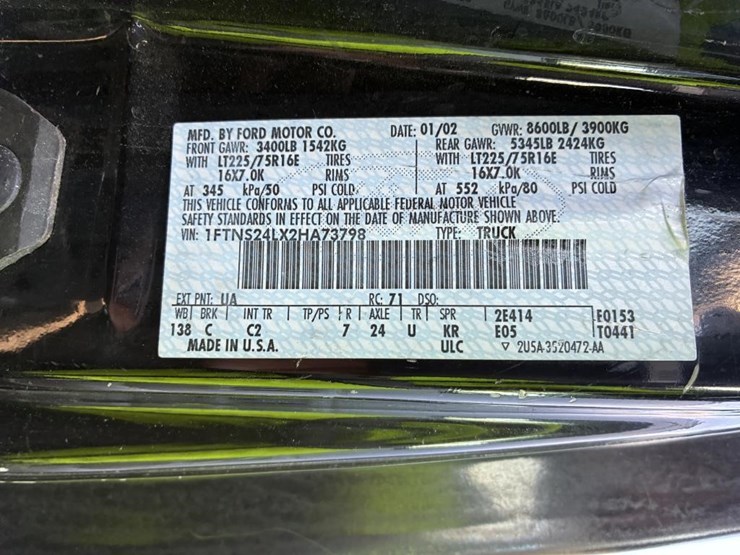 MFD. BY FORD MOTOR CO. DATE: 01/02 GVWR: 8600LB/ 3900KG
FRONT GAWR: 3400LB 1542KG REAR GAWR: 5345LB 2424KG
WITH LT225/75R16E TIRES WITH LT225/75R16E TIRES
16X7.0K RIMS 16X7.0K RIMS
AT 345 kPa/50 PSI COLD AT 552 kPa/80 PSI COLD
THIS VEHICLE CONFORMS TO ALL APPLICABLE FEDERAL MOTOR VEHICLE
SAFETY STANDARDS IN EFFECT ON THE DATE OF MANUFACTURE SHOWN ABOVE.
VIN: 1FTNS24LX2HA73798 TYPE: TRUCK
EXT PNT: UA RC: 71 DSO:
WB BRK INT TR TP/PS R AXLE TR SPR 2E414 E0153
138 C C2 7 24 U KR E05 T0441
MADE IN U.S.A. ULC ▽ 2U5A-3520472-AA